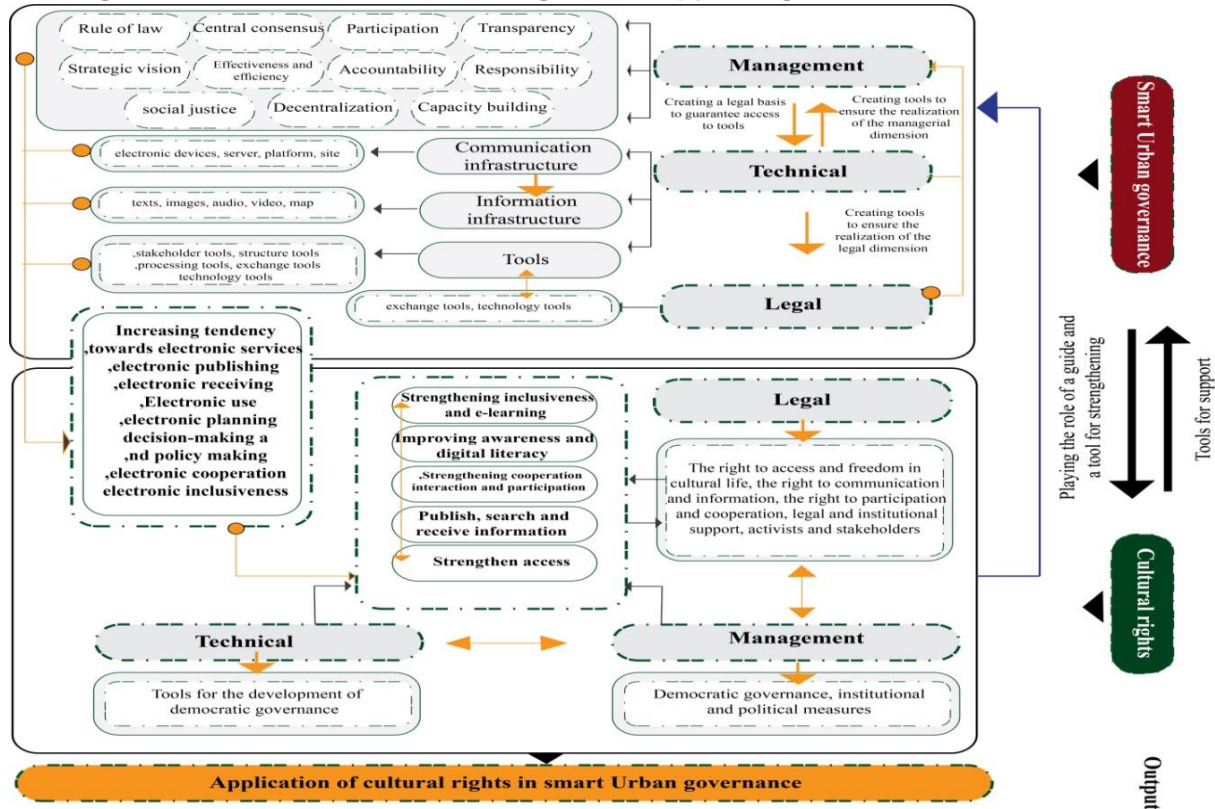 Rule of law
Central consensus
Participation
Transparency
Strategic vision
Effectiveness and
efficiency
Accountability
Responsibility
social justice
Decentralization
Capacity building
Management
Creating a legal basis
to guarantee access
to tools
Creating tools to
ensure the realization
of the managerial
dimension
electronic devices, server, platform, site
Communication
infrastructure
Technical
texts, images, audio, video, map
Information
infrastructure
Creating tools
to ensure the
realization of the
legal dimension
,stakeholder tools, structure tools
,processing tools, exchange tools
technology tools
Tools
exchange tools, technology tools
Legal
Smart Urban governance
Increasing tendency
,towards electronic services
,electronic publishing
,electronic receiving
,Electronic use
,electronic planning
decision-making a
,nd policy making
,electronic cooperation
electronic inclusiveness
Strengthening inclusiveness
and e-learning
Improving awareness and
digital literacy
,Strengthening cooperation
interaction and participation
Publish, search and
receive information
Strengthen access
Legal
The right to access and freedom in
cultural life, the right to communication
and information, the right to participation
and cooperation, legal and institutional
support, activists and stakeholders
Playing the role of a guide and
a tool for strengthening
Tools for support
Cultural rights
Technical
Tools for the development of
democratic governance
Management
Democratic governance, institutional
and political measures
Application of cultural rights in smart Urban governance
Output